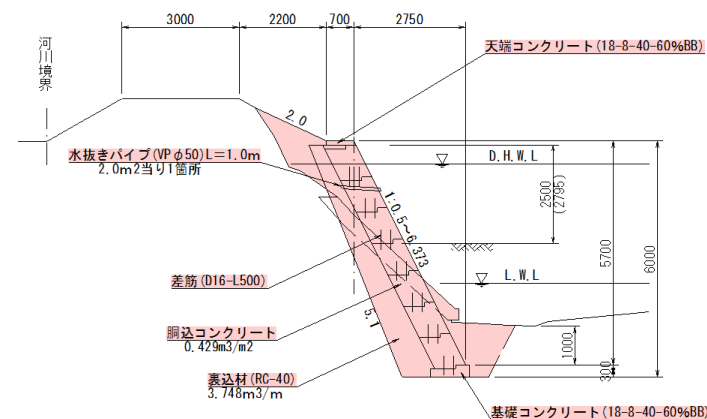 3000
2200
700
2750
河川境界
天端コンクリート(18-8-40-60%BB)
2.0
水抜きパイプ(VPφ50)L=1.0m
2.0m2当り1箇所
D.H.W.L
1:0.5~6.373
2500
(2795)
5700
6000
L.W.L
差筋(D16-L500)
胴込コンクリート
0.429m3/m2
5.1
裏込材(RC-40)
3.748m3/m
1000
300
基礎コンクリート(18-8-40-60%BB)